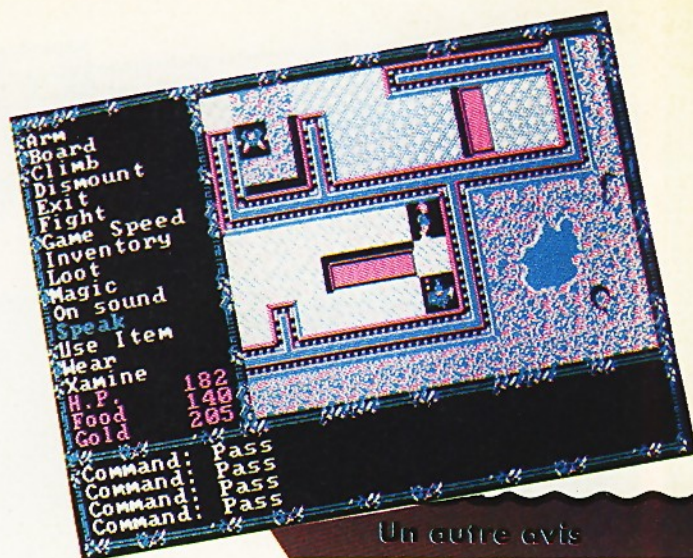 Arm
Board
Climb
Dismount
Exit
Fight
Game Speed
Inventory
Loot
Magic
On sound
Speak
Use Item
Wear
Xamine
H.P. 182
Food 140
Gold 205
Command: Pass
Command: Pass
Command: Pass
Command: Pass
Un autre avis